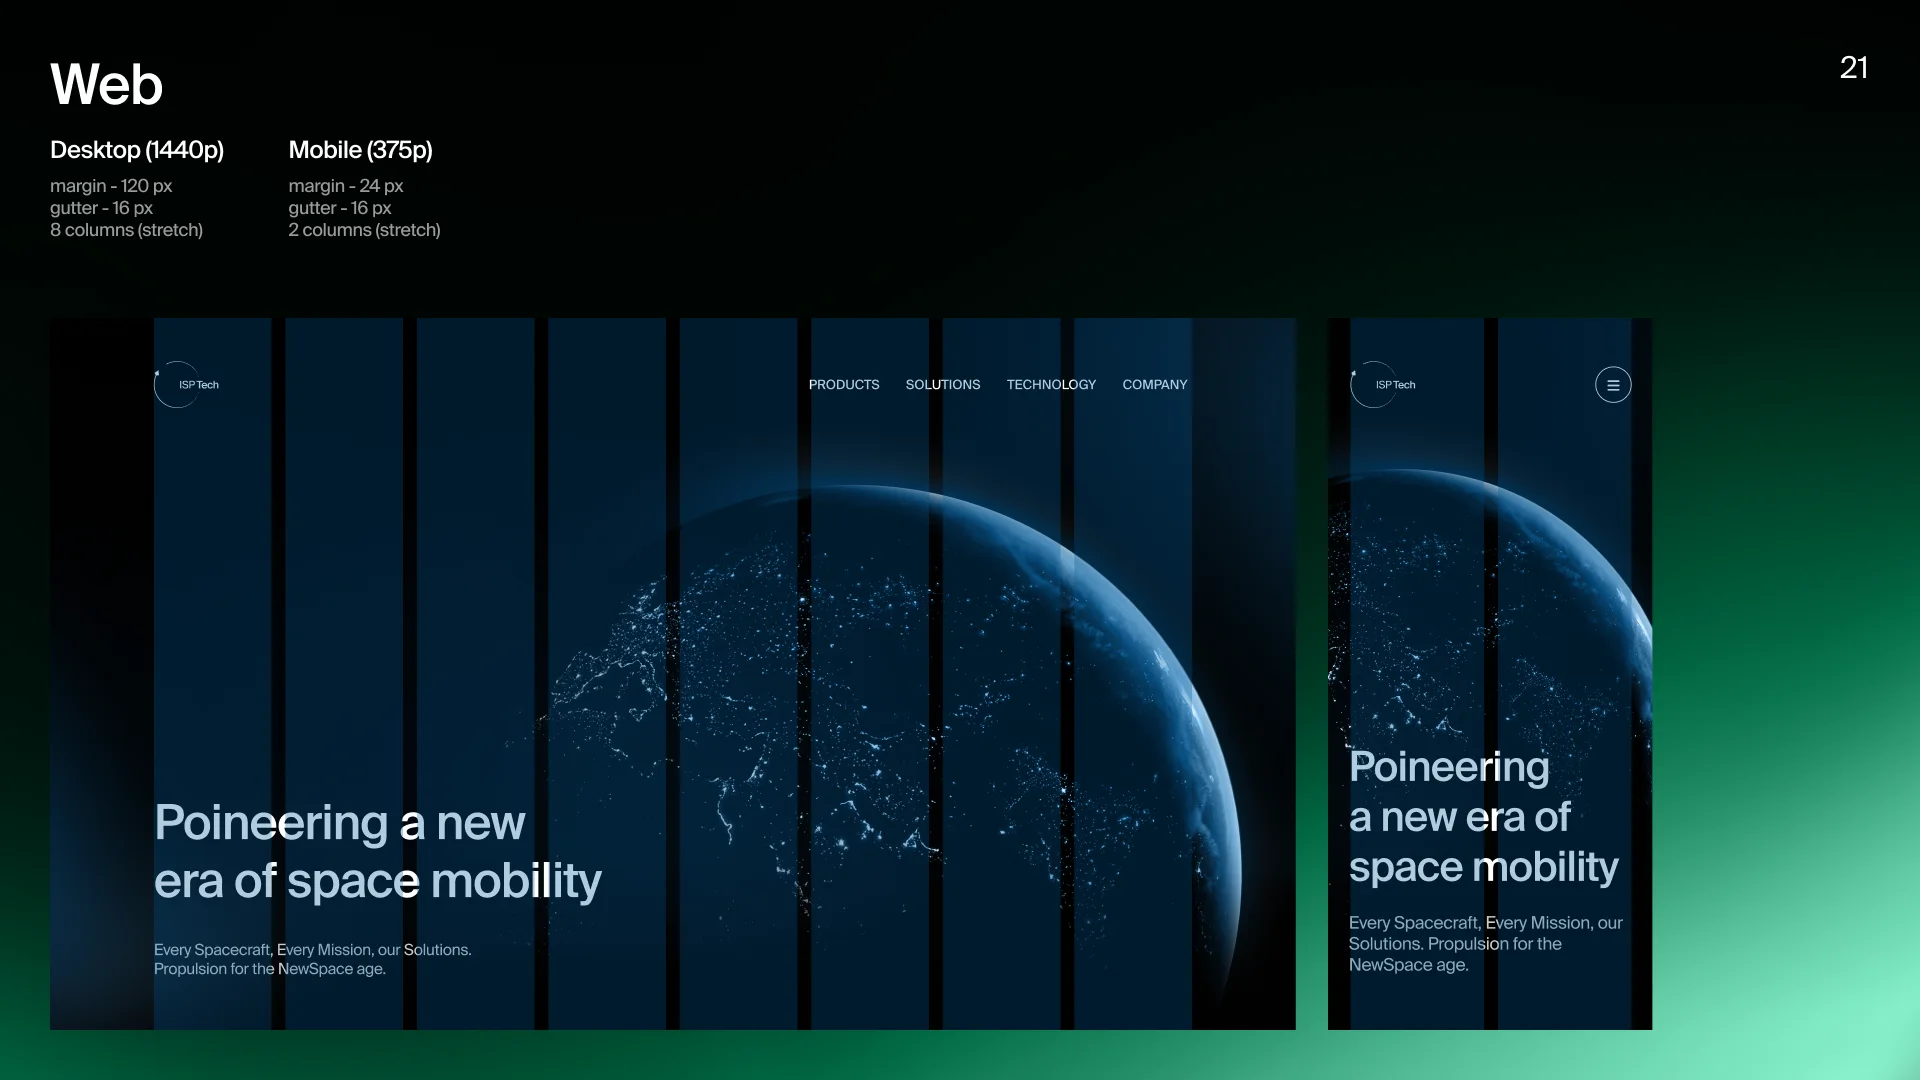 Web
21
Desktop (1440p)
margin - 120 px
gutter - 16 px
8 columns (stretch)
Mobile (375p)
margin - 24 px
gutter - 16 px
2 columns (stretch)
ISP Tech
PRODUCTS SOLUTIONS TECHNOLOGY COMPANY
Poineering a new
era of space mobility
Every Spacecraft, Every Mission, our Solutions.
Propulsion for the NewSpace age.
ISP Tech
Poineering
a new era of
space mobility
Every Spacecraft, Every Mission, our
Solutions. Propulsion for the
NewSpace age.